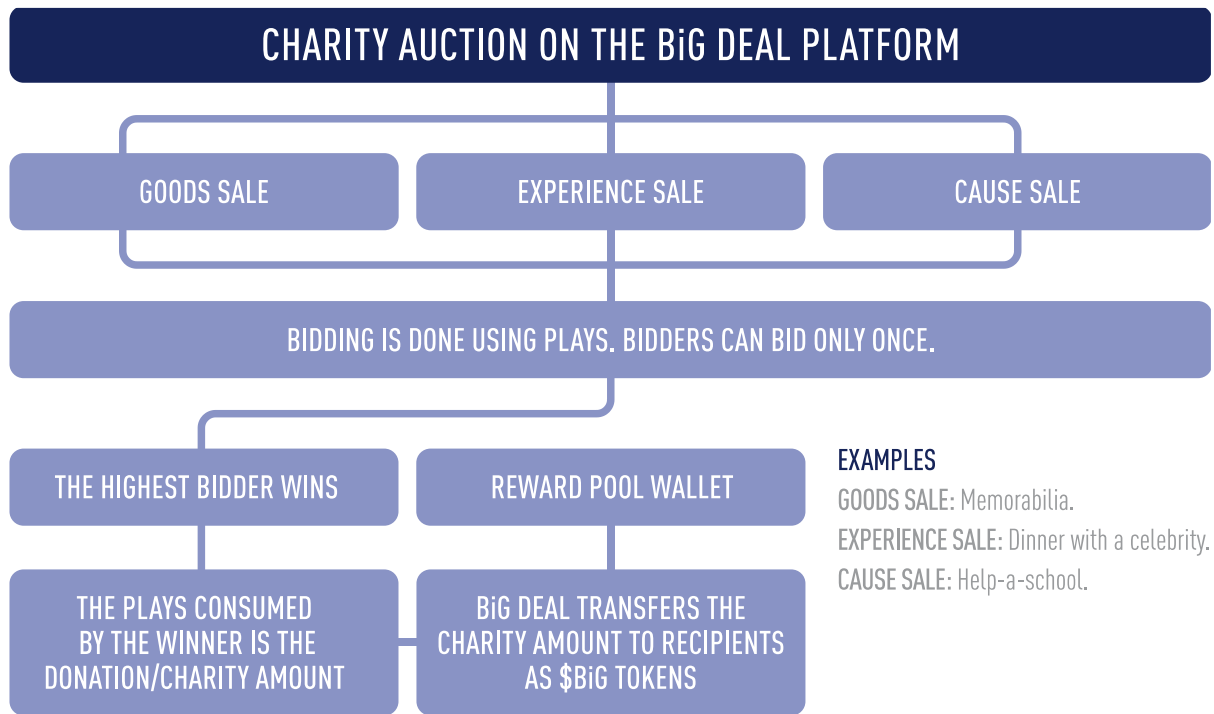 CHARITY AUCTION ON THE BiG DEAL PLATFORM
GOODS SALE
EXPERIENCE SALE
CAUSE SALE
BIDDING IS DONE USING PLAYS. BIDDERS CAN BID ONLY ONCE.
THE HIGHEST BIDDER WINS
REWARD POOL WALLET
THE PLAYS CONSUMED
BY THE WINNER IS THE
DONATION/CHARITY AMOUNT
BiG DEAL TRANSFERS THE
CHARITY AMOUNT TO RECIPIENTS
AS $BiG TOKENS
EXAMPLES
GOODS SALE: Memorabilia.
EXPERIENCE SALE: Dinner with a celebrity.
CAUSE SALE: Help-a-school.